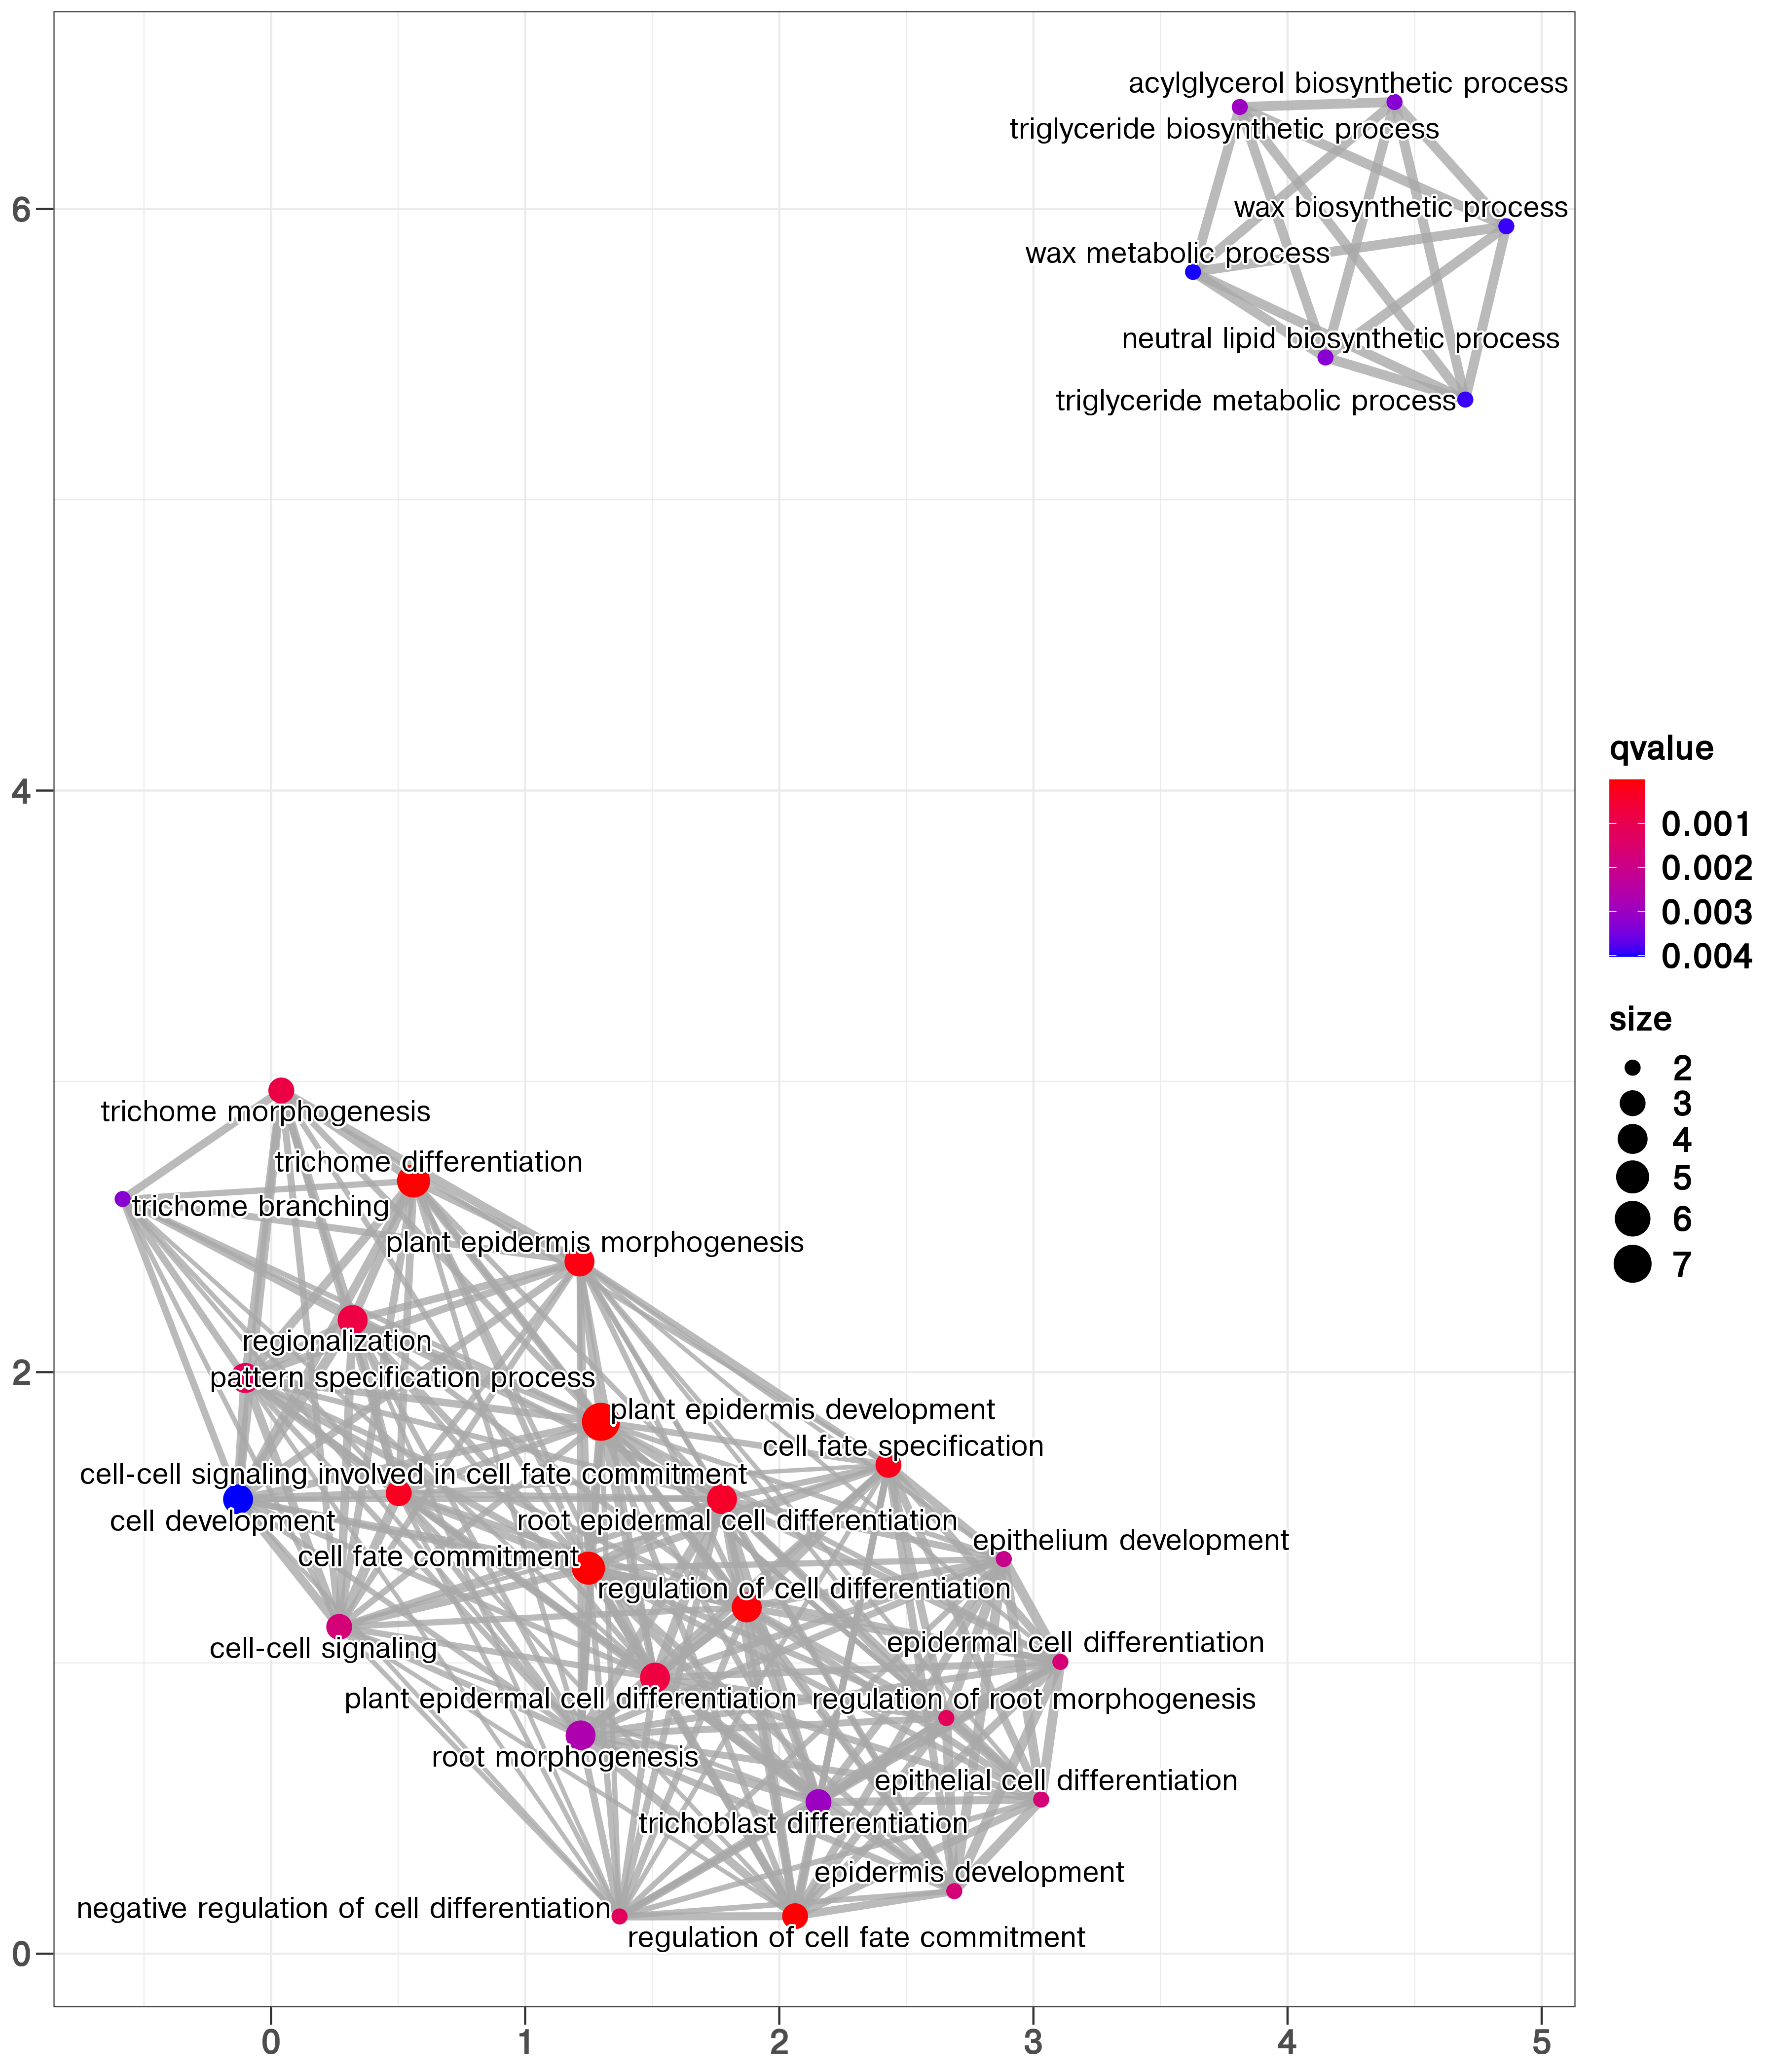 acylglycerol biosynthetic process
triglyceride biosynthetic process
wax biosynthetic process
6
wax metabolic process
neutral lipid biosynthetic process
triglyceride metabolic process
qvalue
4
0.001
0.002
0.003
0.004
size
2
3
4
5
6
7
trichome morphogenesis
trichome differentiation
trichome branching
plant epidermis morphogenesis
regionalization
2
pattern specification process
plant epidermis development
cell fate specification
cell-cell signaling involved in cell fate commitment
cell development
root epidermal cell differentiation
epithelium development
cell fate commitment
regulation of cell differentiation
epidermal cell differentiation
cell-cell signaling
plant epidermal cell differentiation
regulation of root morphogenesis
root morphogenesis
epithelial cell differentiation
trichoblast differentiation
epidermis development
negative regulation of cell differentiation
regulation of cell fate commitment
0
0 1 2 3 4 5